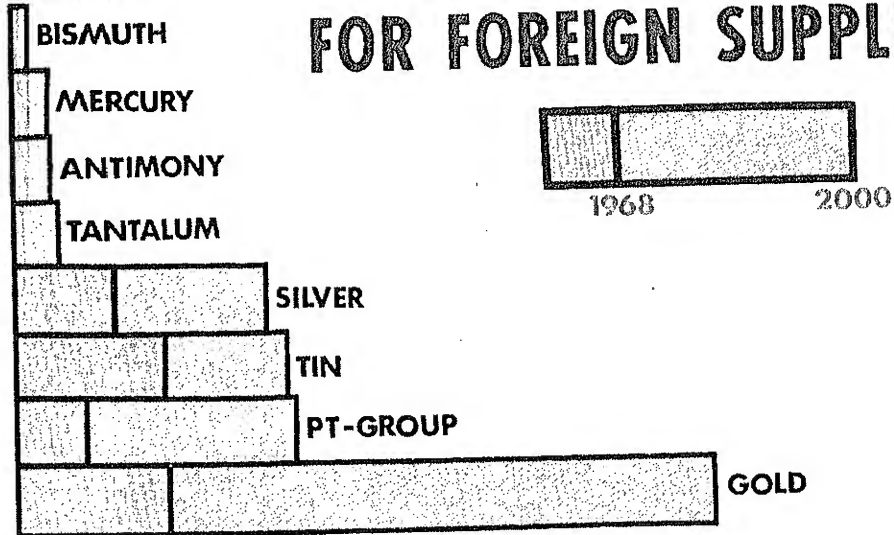 FOR FOREIGN SUPPL
BISMUTH
MERCURY
ANTIMONY
1968 2000
TANTALUM
SILVER
TIN
PT-GROUP
GOLD